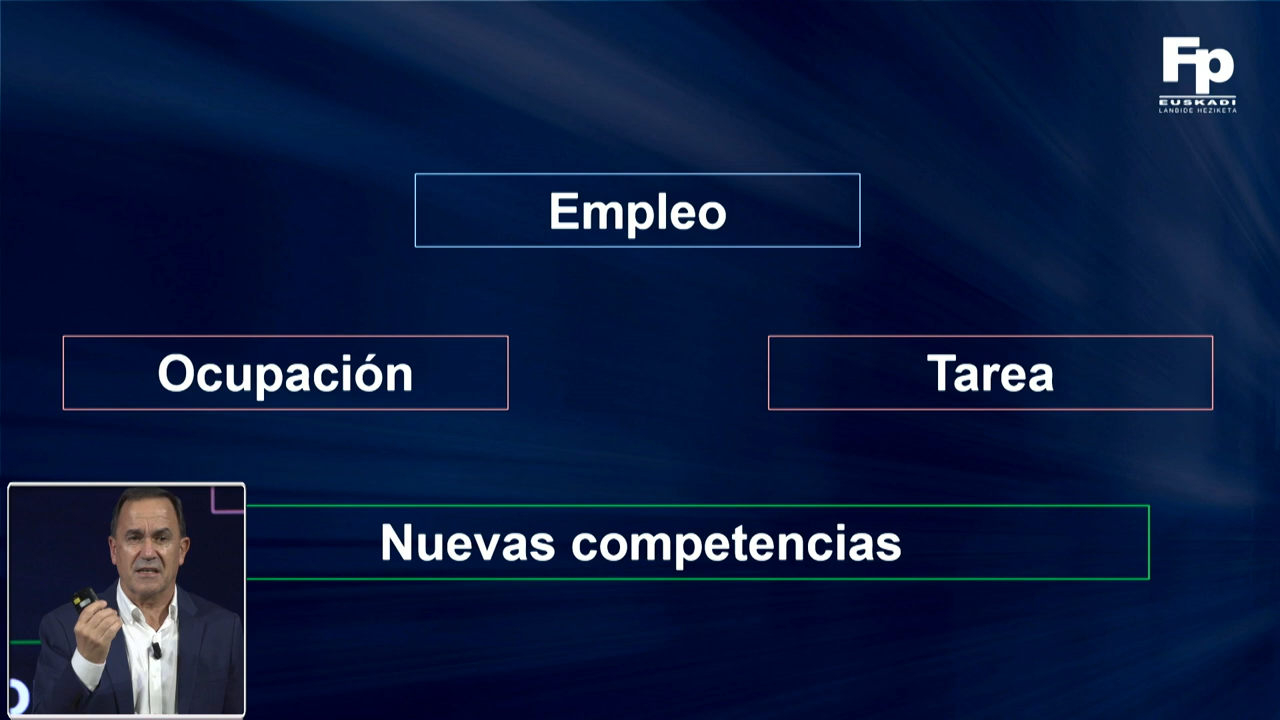 Fp
EUSKADI
LANBIDE HEZIKETA
Empleo
Ocupación
Tarea
Nuevas competencias